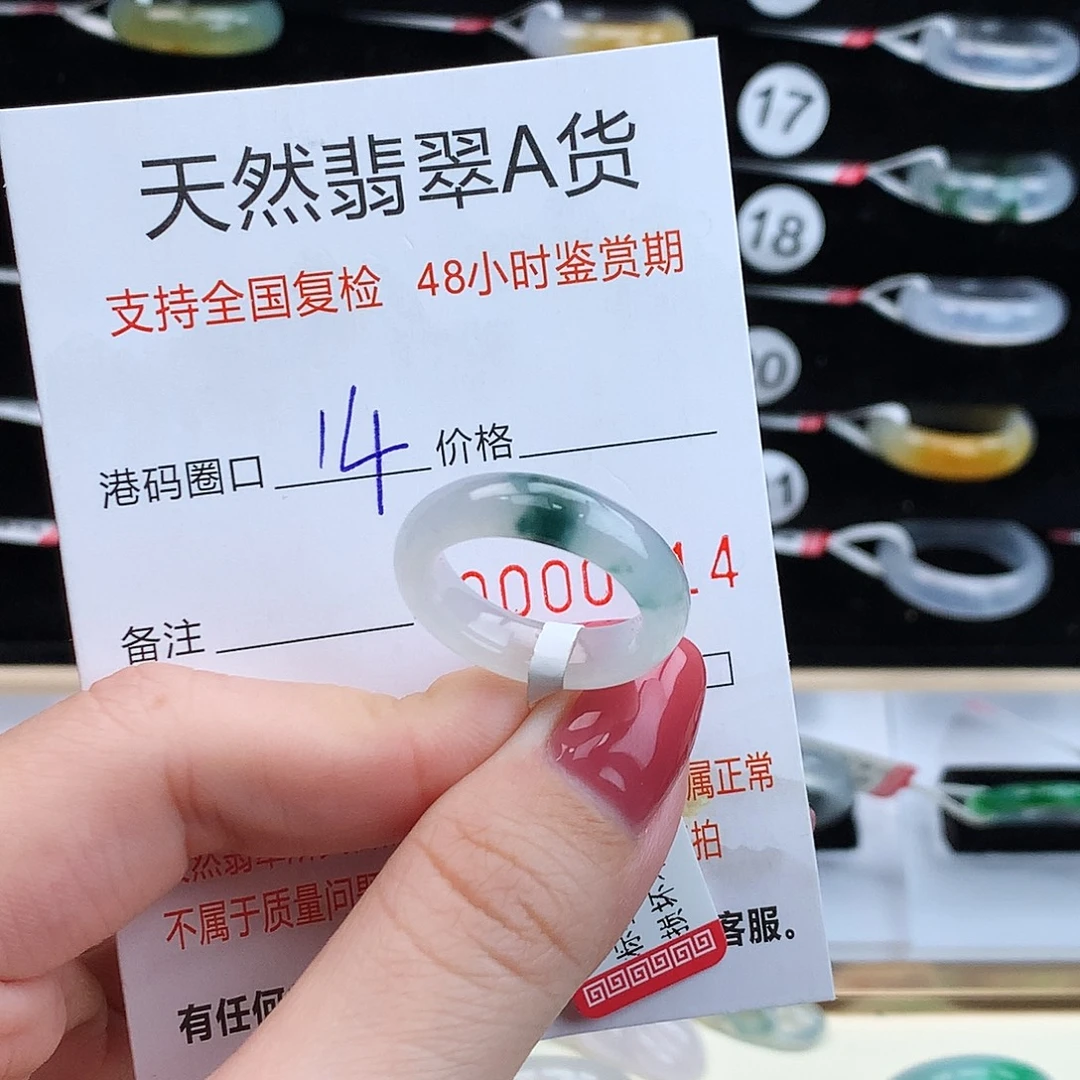 天然翡翠A货
支持全国复检 48小时鉴赏期
港码圈口 14 价格
0000 14
备注
属正常
拍
不属于质量问
客服。
有任何
17
18